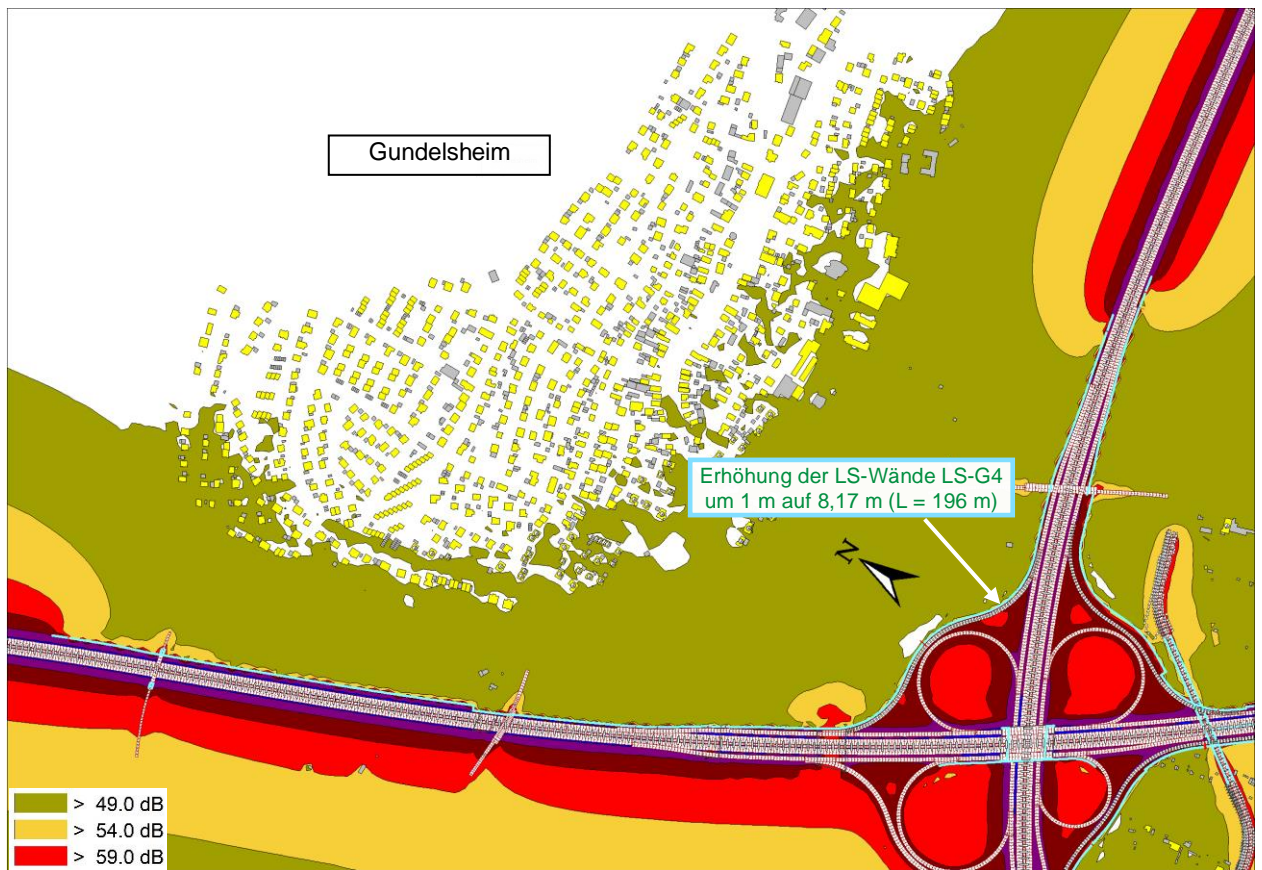 Gundelsheim
Erhöhung der LS-Wände LS-G4
um 1 m auf 8,17 m (L = 196 m)
N
> 49.0 dB
> 54.0 dB
> 59.0 dB